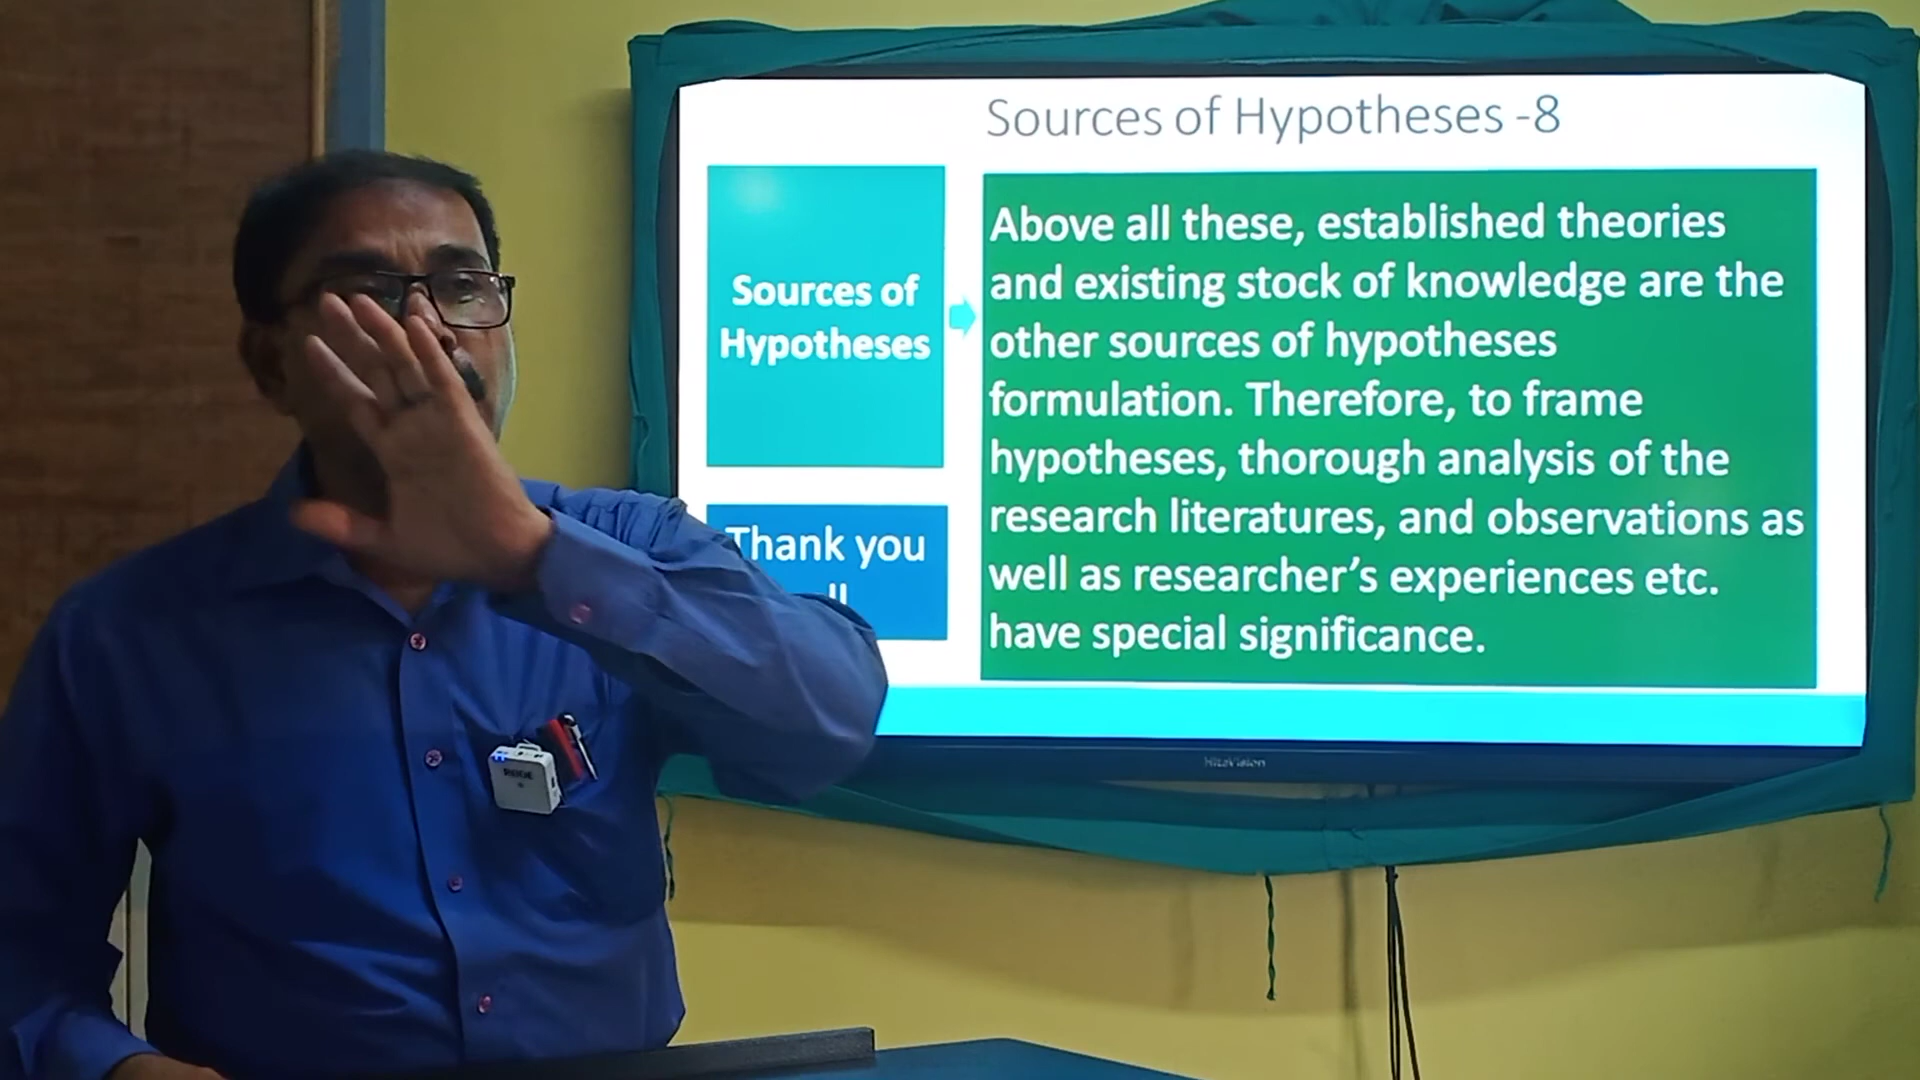 Sources of Hypotheses -8
Sources of
Hypotheses
Above all these, established theories
and existing stock of knowledge are the
other sources of hypotheses
formulation. Therefore, to frame
hypotheses, thorough analysis of the
research literatures, and observations as
well as researcher's experiences etc.
have special significance.
Thank you
RØDE
HiteVision